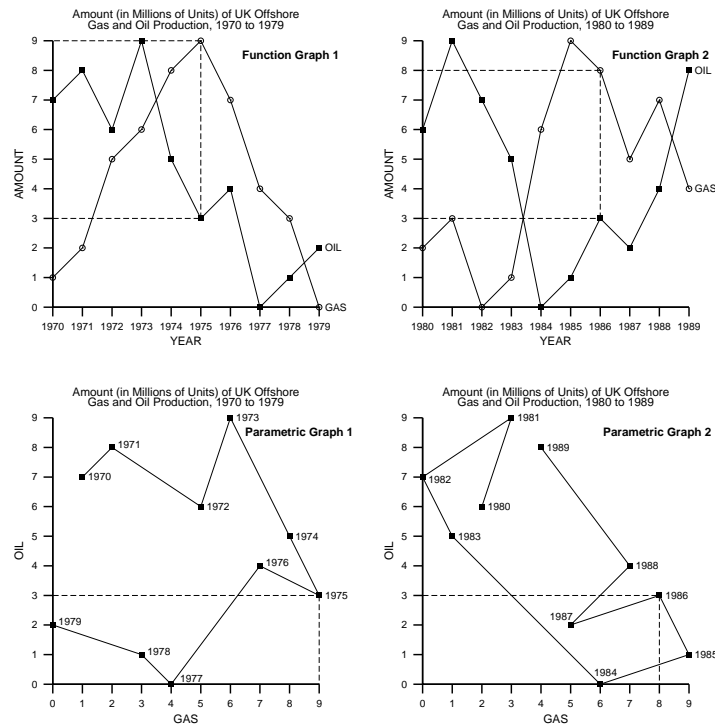 Amount (in Millions of Units) of UK Offshore
Gas and Oil Production, 1970 to 1979
Function Graph 1
9
8
7
6
5
4
3
2
1
0
AMOUNT
OIL
GAS
1970 1971 1972 1973 1974 1975 1976 1977 1978 1979
YEAR
Amount (in Millions of Units) of UK Offshore
Gas and Oil Production, 1980 to 1989
Function Graph 2
9
8
7
6
5
4
3
2
1
0
AMOUNT
OIL
GAS
1980 1981 1982 1983 1984 1985 1986 1987 1988 1989
YEAR
Amount (in Millions of Units) of UK Offshore
Gas and Oil Production, 1970 to 1979
Parametric Graph 1
9
8
7
6
5
4
3
2
1
0
OIL
1973
1971
1970
1972
1974
1976
1975
1979
1978
1977
0 1 2 3 4 5 6 7 8 9
GAS
Amount (in Millions of Units) of UK Offshore
Gas and Oil Production, 1980 to 1989
Parametric Graph 2
9
8
7
6
5
4
3
2
1
0
OIL
1981
1989
1982
1980
1983
1988
1986
1987
1985
1984
0 1 2 3 4 5 6 7 8 9
GAS